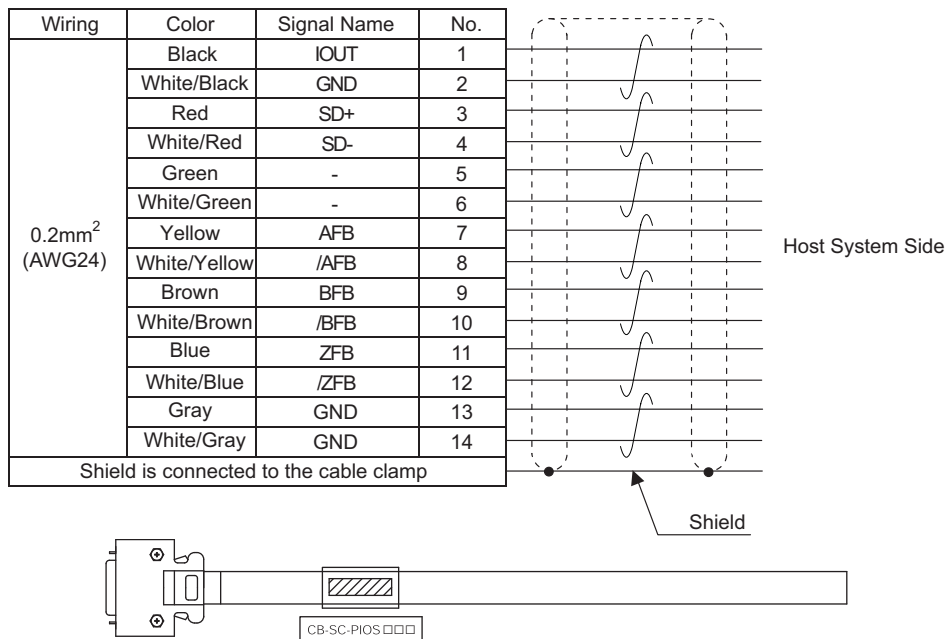 Wiring Color Signal Name No.
Black IOUT 1
White/Black GND 2
Red SD+ 3
White/Red SD- 4
Green - 5
White/Green - 6
0.2mm2 (AWG24)
Yellow AFB 7
White/Yellow /AFB 8
Brown BFB 9
White/Brown /BFB 10
Blue ZFB 11
White/Blue /ZFB 12
Gray GND 13
White/Gray GND 14
Shield is connected to the cable clamp
Host System Side
Shield
CB-SC-PIOS□□□